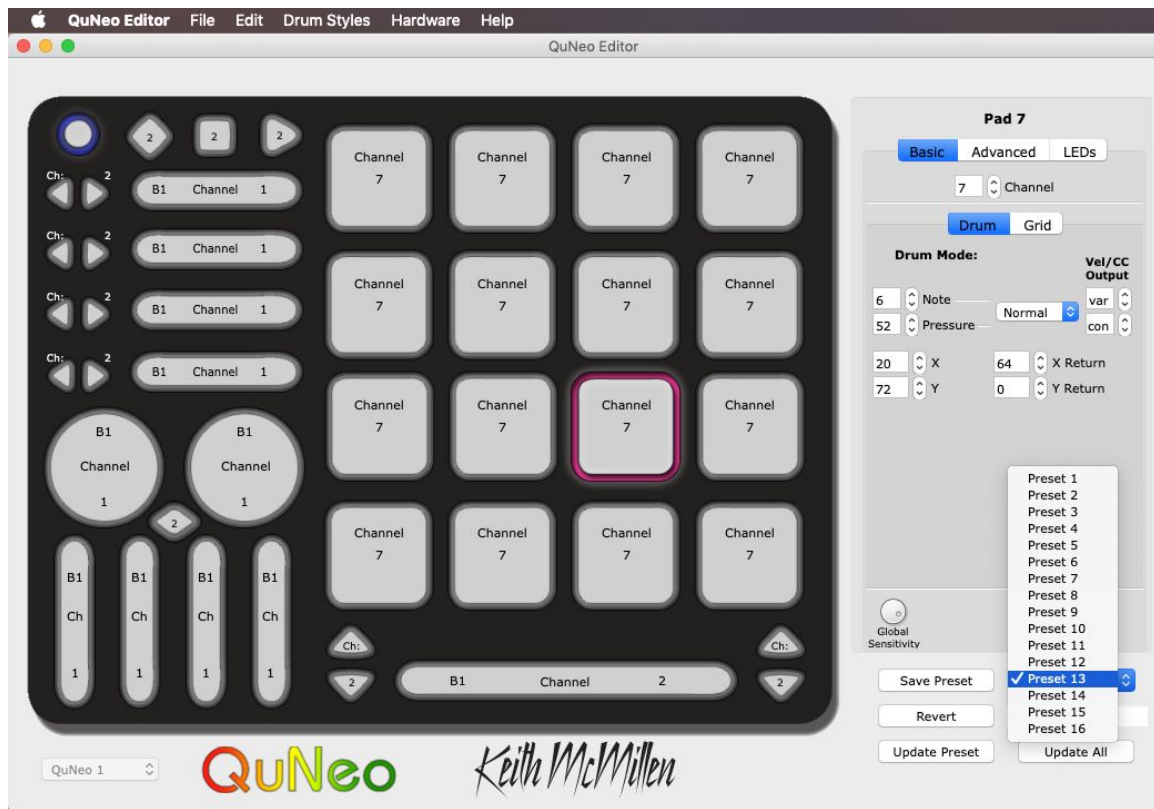 QuNeo Editor File Edit Drum Styles Hardware Help
QuNeo Editor
2 2 2
Ch: 2
B1 Channel 1
Ch: 2
B1 Channel 1
Ch: 2
B1 Channel 1
Ch: 2
B1 Channel 1
B1
Channel
1
B1
Channel
1
2
B1
Ch
1
B1
Ch
1
B1
Ch
1
B1
Ch
1
Channel
7
Channel
7
Channel
7
Channel
7
Channel
7
Channel
7
Channel
7
Channel
7
Channel
7
Channel
7
Channel
7
Channel
7
Channel
7
Channel
7
Channel
7
Channel
7
Ch:
2
B1 Channel 2
Ch:
2
QuNeo 1
QuNeo
Keith McMillen
Pad 7
Basic Advanced LEDs
7 Channel
Drum Grid
Drum Mode:
Vel/CC
Output
6 Note Normal var
52 Pressure con
20 X 64 X Return
72 Y 0 Y Return
Preset 1
Preset 2
Preset 3
Preset 4
Preset 5
Preset 6
Preset 7
Preset 8
Preset 9
Preset 10
Preset 11
Preset 12
✓ Preset 13
Preset 14
Preset 15
Preset 16
Global
Sensitivity
Save Preset
Revert
Update Preset Update All